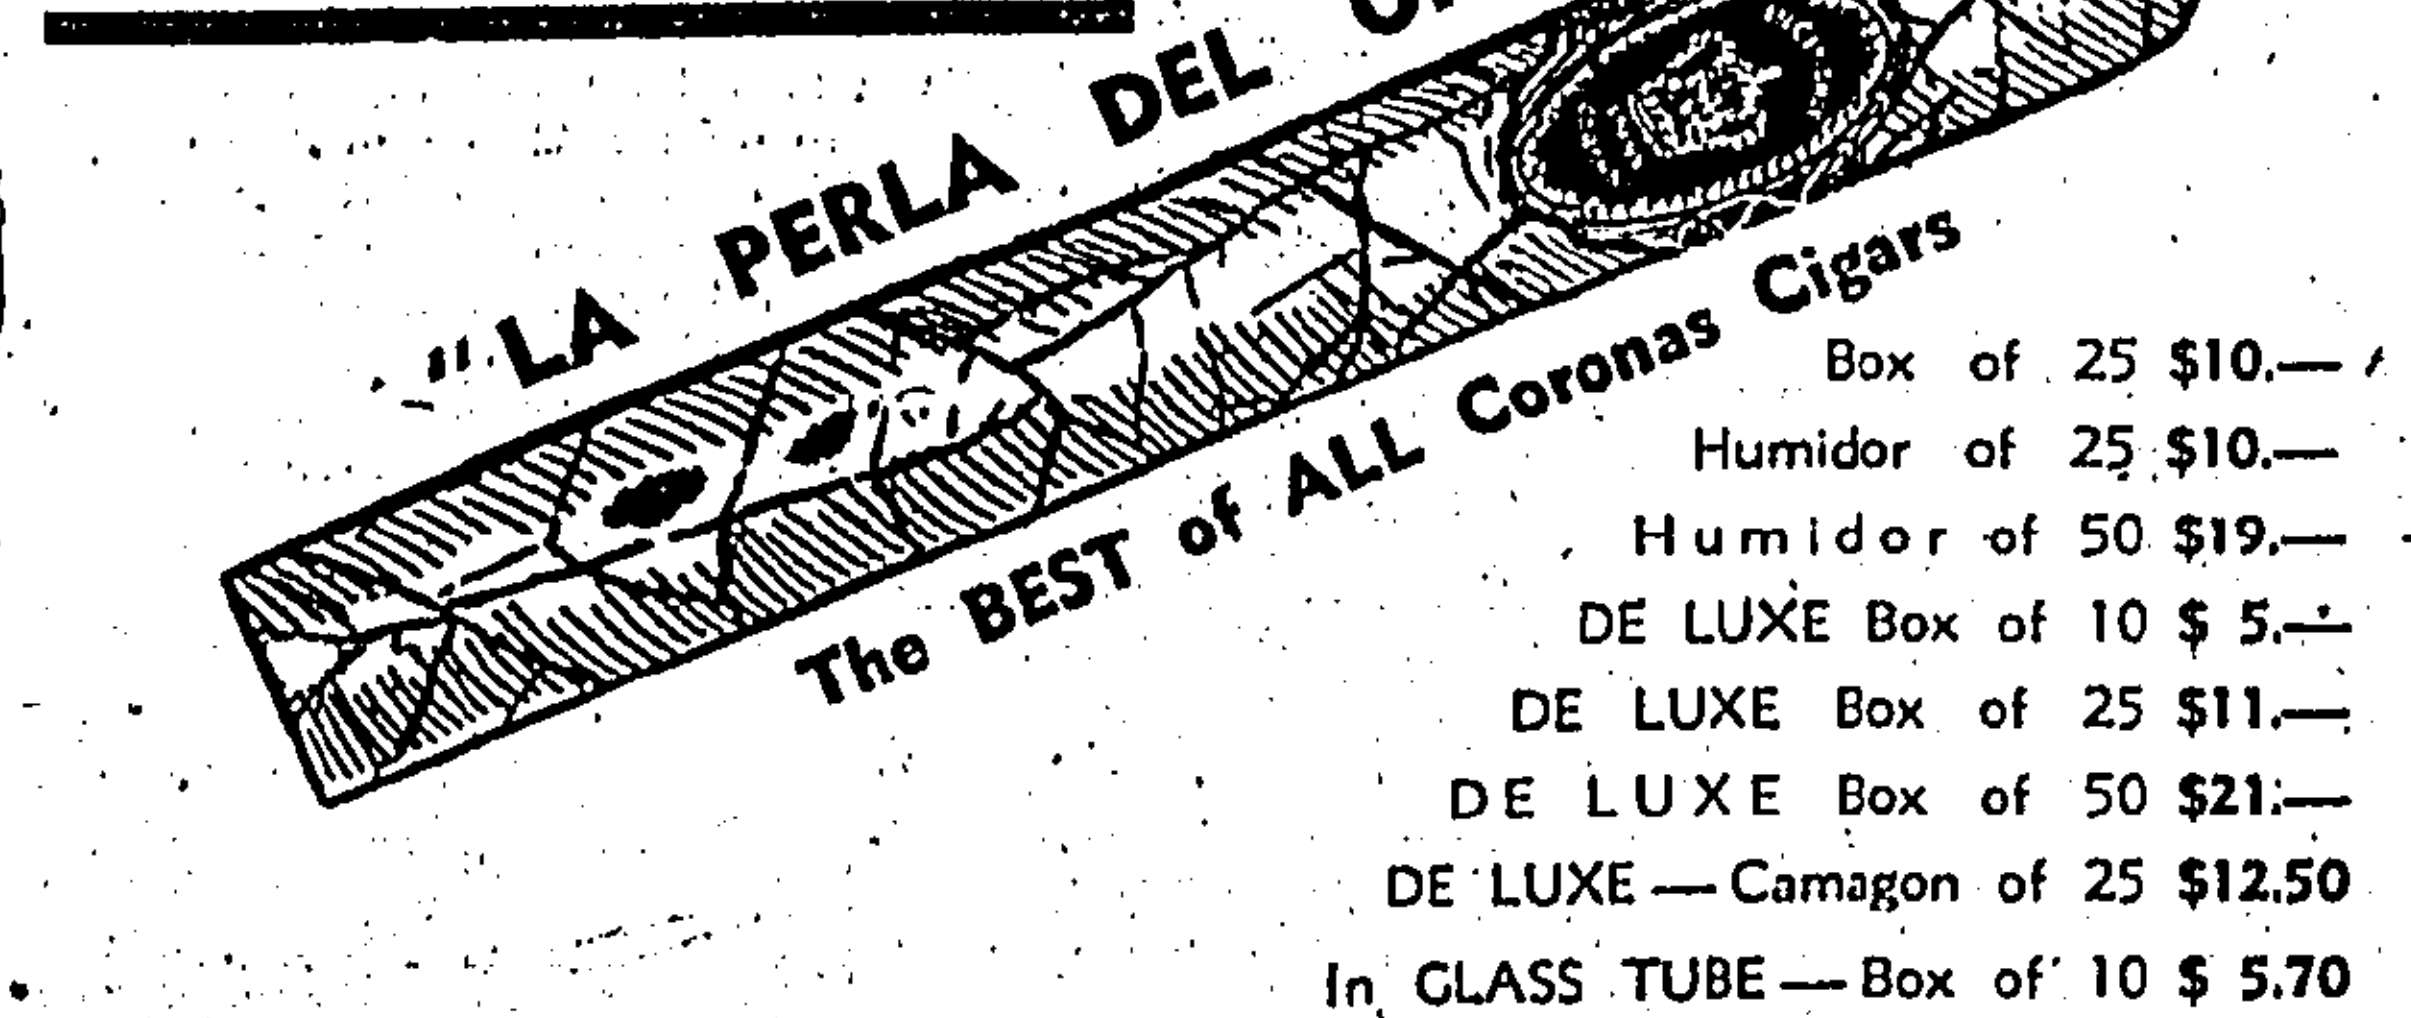 "LA PERLA DEL
The BEST of ALL Coronas Cigars
Box of 25 $10.—
Humidor of 25 $10.—
Humidor of 50 $19.—
DE LUXE Box of 10 $ 5.—
DE LUXE Box of 25 $11.—
DE LUXE Box of 50 $21.—
DE LUXE — Camagon of 25 $12.50
In GLASS TUBE — Box of 10 $ 5.70